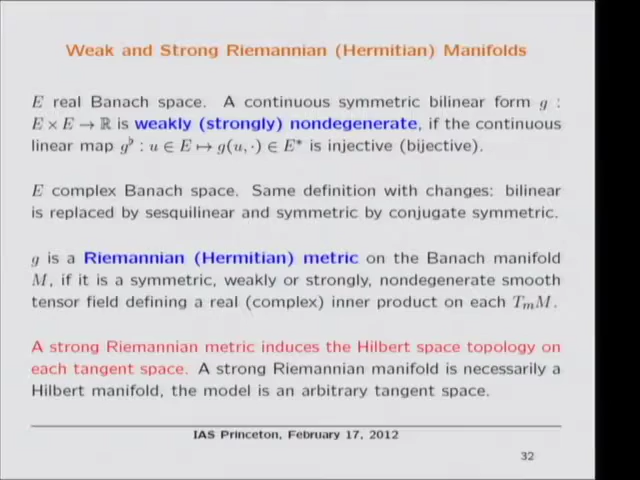 Weak and Strong Riemannian (Hermitian) Manifolds
E real Banach space. A continuous symmetric bilinear form g :
E × E → ℝ is weakly (strongly) nondegenerate, if the continuous
linear map g♭ : u ∈ E ↦ g(u, ·) ∈ E* is injective (bijective).
E complex Banach space. Same definition with changes: bilinear
is replaced by sesquilinear and symmetric by conjugate symmetric.
g is a Riemannian (Hermitian) metric on the Banach manifold
M, if it is a symmetric, weakly or strongly, nondegenerate smooth
tensor field defining a real (complex) inner product on each TₘM.
A strong Riemannian metric induces the Hilbert space topology on
each tangent space. A strong Riemannian manifold is necessarily a
Hilbert manifold, the model is an arbitrary tangent space.
IAS Princeton, February 17, 2012
32